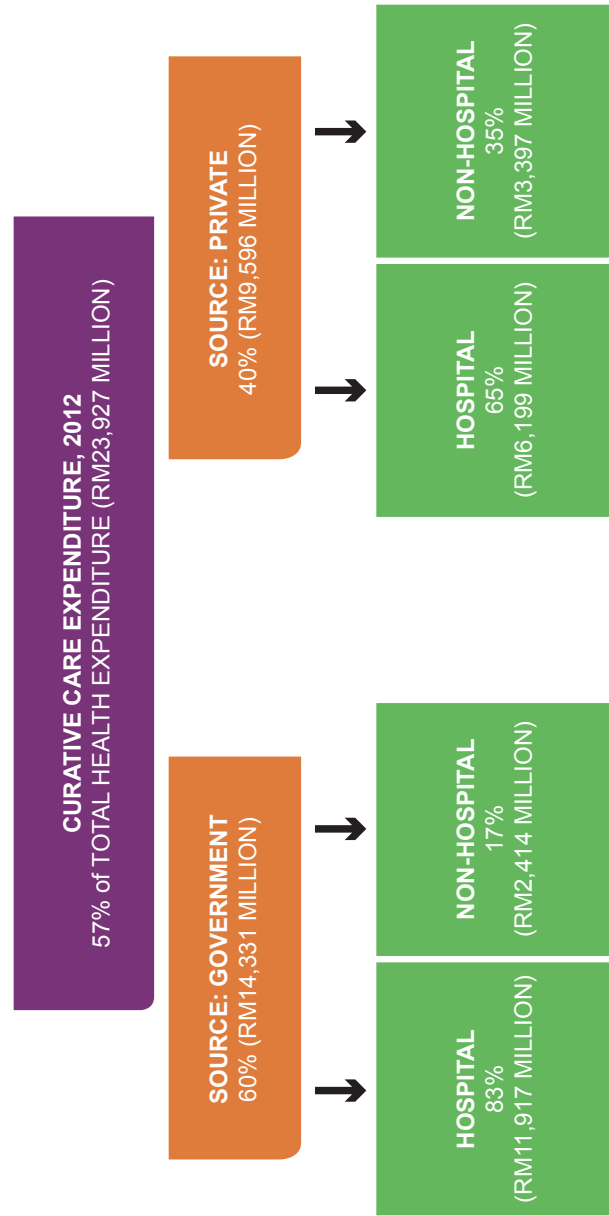 CURATIVE CARE EXPENDITURE, 2012
57% of TOTAL HEALTH EXPENDITURE (RM23,927 MILLION)
SOURCE: GOVERNMENT
60% (RM14,331 MILLION)
SOURCE: PRIVATE
40% (RM9,596 MILLION)
HOSPITAL
83%
(RM11,917 MILLION)
NON-HOSPITAL
17%
(RM2,414 MILLION)
HOSPITAL
65%
(RM6,199 MILLION)
NON-HOSPITAL
35%
(RM3,397 MILLION)